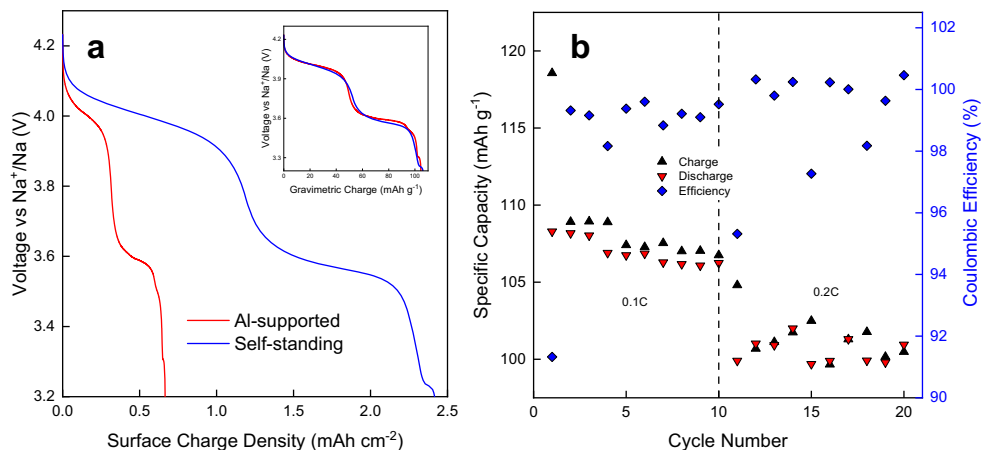 a
Voltage vs Na⁺/Na (V)
4.2
4.0
3.8
3.6
3.4
3.2
0.0 0.5 1.0 1.5 2.0 2.5
Surface Charge Density (mAh cm⁻²)
Al-supported
Self-standing
Voltage vs Na⁺/Na (V)
4.2
3.9
3.6
3.3
0 20 40 60 80 100
Gravimetric Charge (mAh g⁻¹)
b
Specific Capacity (mAh g⁻¹)
120
115
110
105
100
0 5 10 15 20
Cycle Number
Charge
Discharge
Efficiency
0.1C
0.2C
102
100
98
96
94
92
90
Coulombic Efficiency (%)